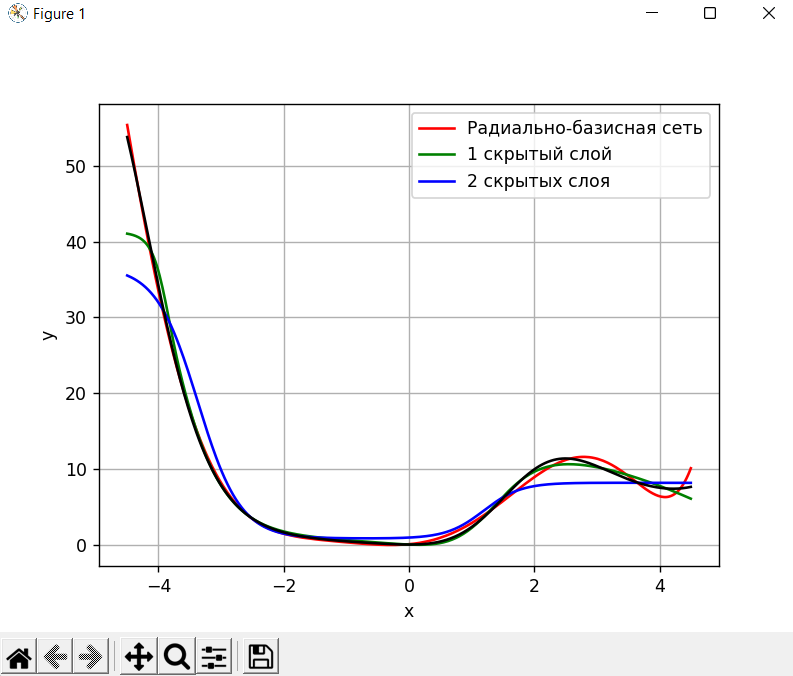 Figure 1
Радиально-базисная сеть
1 скрытый слой
2 скрытых слоя
50
40
30
20
10
0
y
−4
−2
0
2
4
x